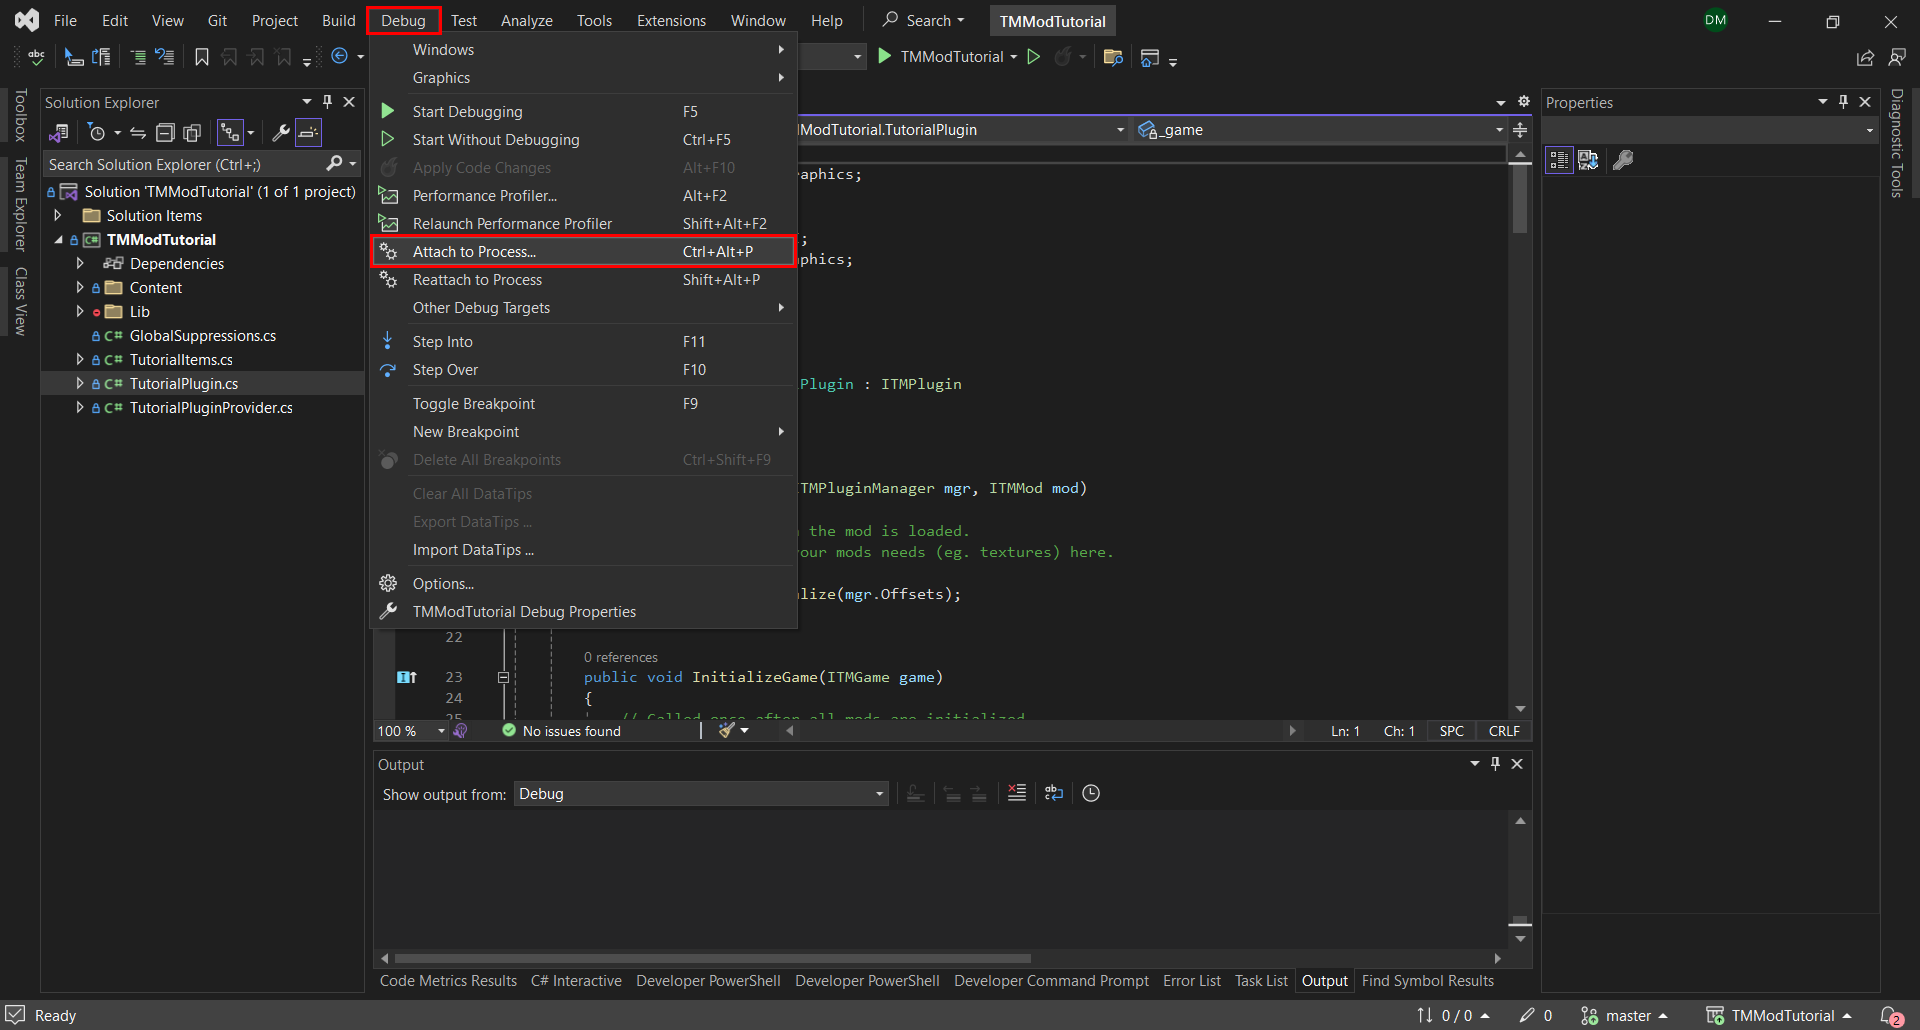 File Edit View Git Project Build Debug Test Analyze Tools Extensions Window Help Search TMModTutorial DM
TMModTutorial
Toolbox
Team Explorer
Class View
Solution Explorer
Search Solution Explorer (Ctrl+;)
Solution 'TMModTutorial' (1 of 1 project)
Solution Items
TMModTutorial
Dependencies
Content
Lib
C# GlobalSuppressions.cs
C# TutorialItems.cs
C# TutorialPlugin.cs
C# TutorialPluginProvider.cs
Windows
Graphics
Start Debugging F5
Start Without Debugging Ctrl+F5
Apply Code Changes Alt+F10
Performance Profiler... Alt+F2
Relaunch Performance Profiler Shift+Alt+F2
Attach to Process... Ctrl+Alt+P
Reattach to Process Shift+Alt+P
Other Debug Targets
Step Into F11
Step Over F10
Toggle Breakpoint F9
New Breakpoint
Delete All Breakpoints Ctrl+Shift+F9
Clear All DataTips
Export DataTips ...
Import DataTips ...
Options...
TMModTutorial Debug Properties
ModTutorial.TutorialPlugin _game
raphics;
;
phics;
Plugin : ITMPlugin
ITMPluginManager mgr, ITMMod mod)
the mod is loaded.
our mods needs (eg. textures) here.
alize(mgr.Offsets);
22
0 references
23 public void InitializeGame(ITMGame game)
24 {
25 // Called once after all mods are initialized
100 % No issues found Ln: 1 Ch: 1 SPC CRLF
Output
Show output from: Debug
Code Metrics Results C# Interactive Developer PowerShell Developer PowerShell Developer Command Prompt Error List Task List Output Find Symbol Results
Properties
Diagnostic Tools
Ready 0 / 0 0 master TMModTutorial 2